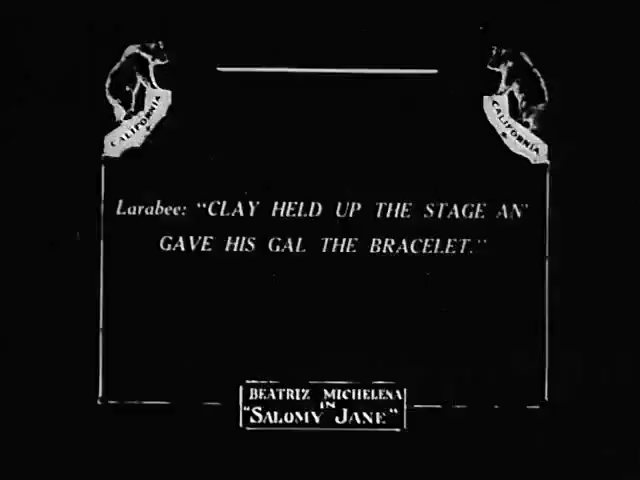 CALIFORNIA
CALIFORNIA
Larabee: "CLAY HELD UP THE STAGE AN'
GAVE HIS GAL THE BRACELET."
BEATRIZ MICHELENA
IN
"SALOMY JANE"